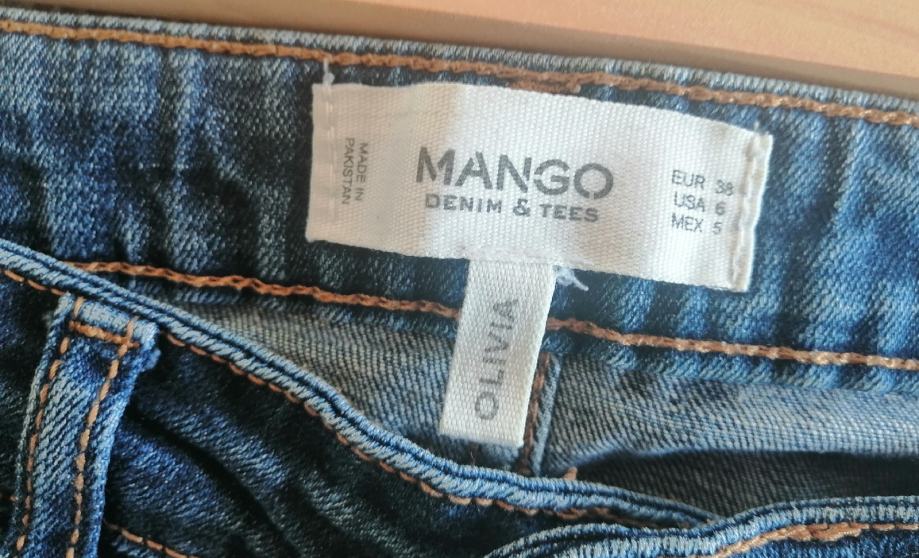 MADE IN
PAKISTAN
MANGO
DENIM & TEES
EUR 38
USA 6
MEX 5
OLIVIA